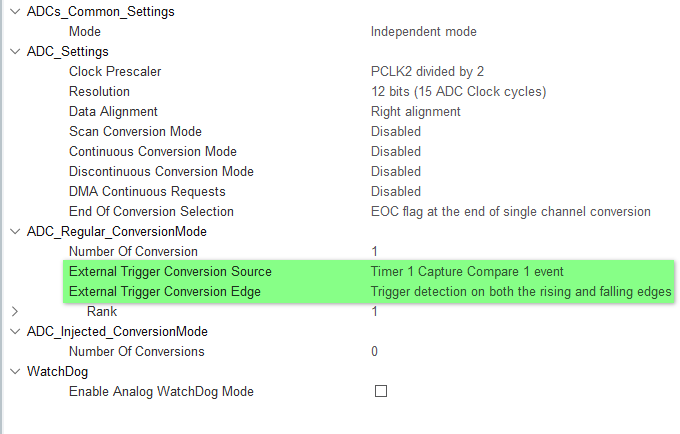 ADCs_Common_Settings
Mode Independent mode
ADC_Settings
Clock Prescaler PCLK2 divided by 2
Resolution 12 bits (15 ADC Clock cycles)
Data Alignment Right alignment
Scan Conversion Mode Disabled
Continuous Conversion Mode Disabled
Discontinuous Conversion Mode Disabled
DMA Continuous Requests Disabled
End Of Conversion Selection EOC flag at the end of single channel conversion
ADC_Regular_ConversionMode
Number Of Conversion 1
External Trigger Conversion Source Timer 1 Capture Compare 1 event
External Trigger Conversion Edge Trigger detection on both the rising and falling edges
Rank 1
ADC_Injected_ConversionMode
Number Of Conversions 0
WatchDog
Enable Analog WatchDog Mode